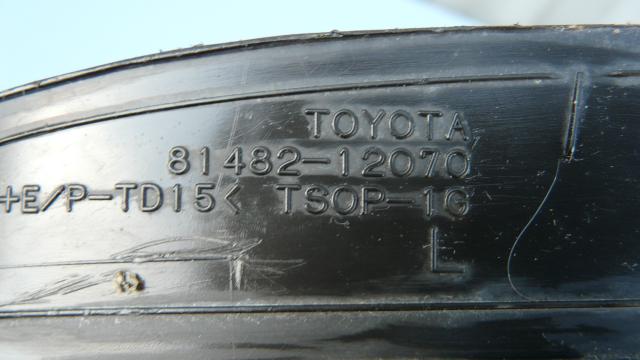 TOYOTA
81482-12070
+E/P-TD15< TSOP-1G
L